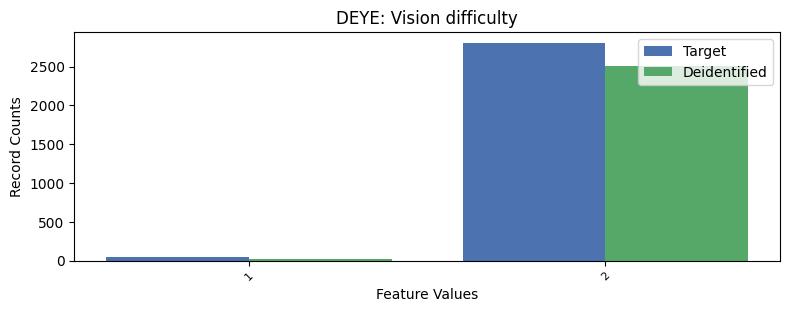 DEYE: Vision difficulty
Target
Deidentified
Record Counts
2500
2000
1500
1000
500
0
1
2
Feature Values